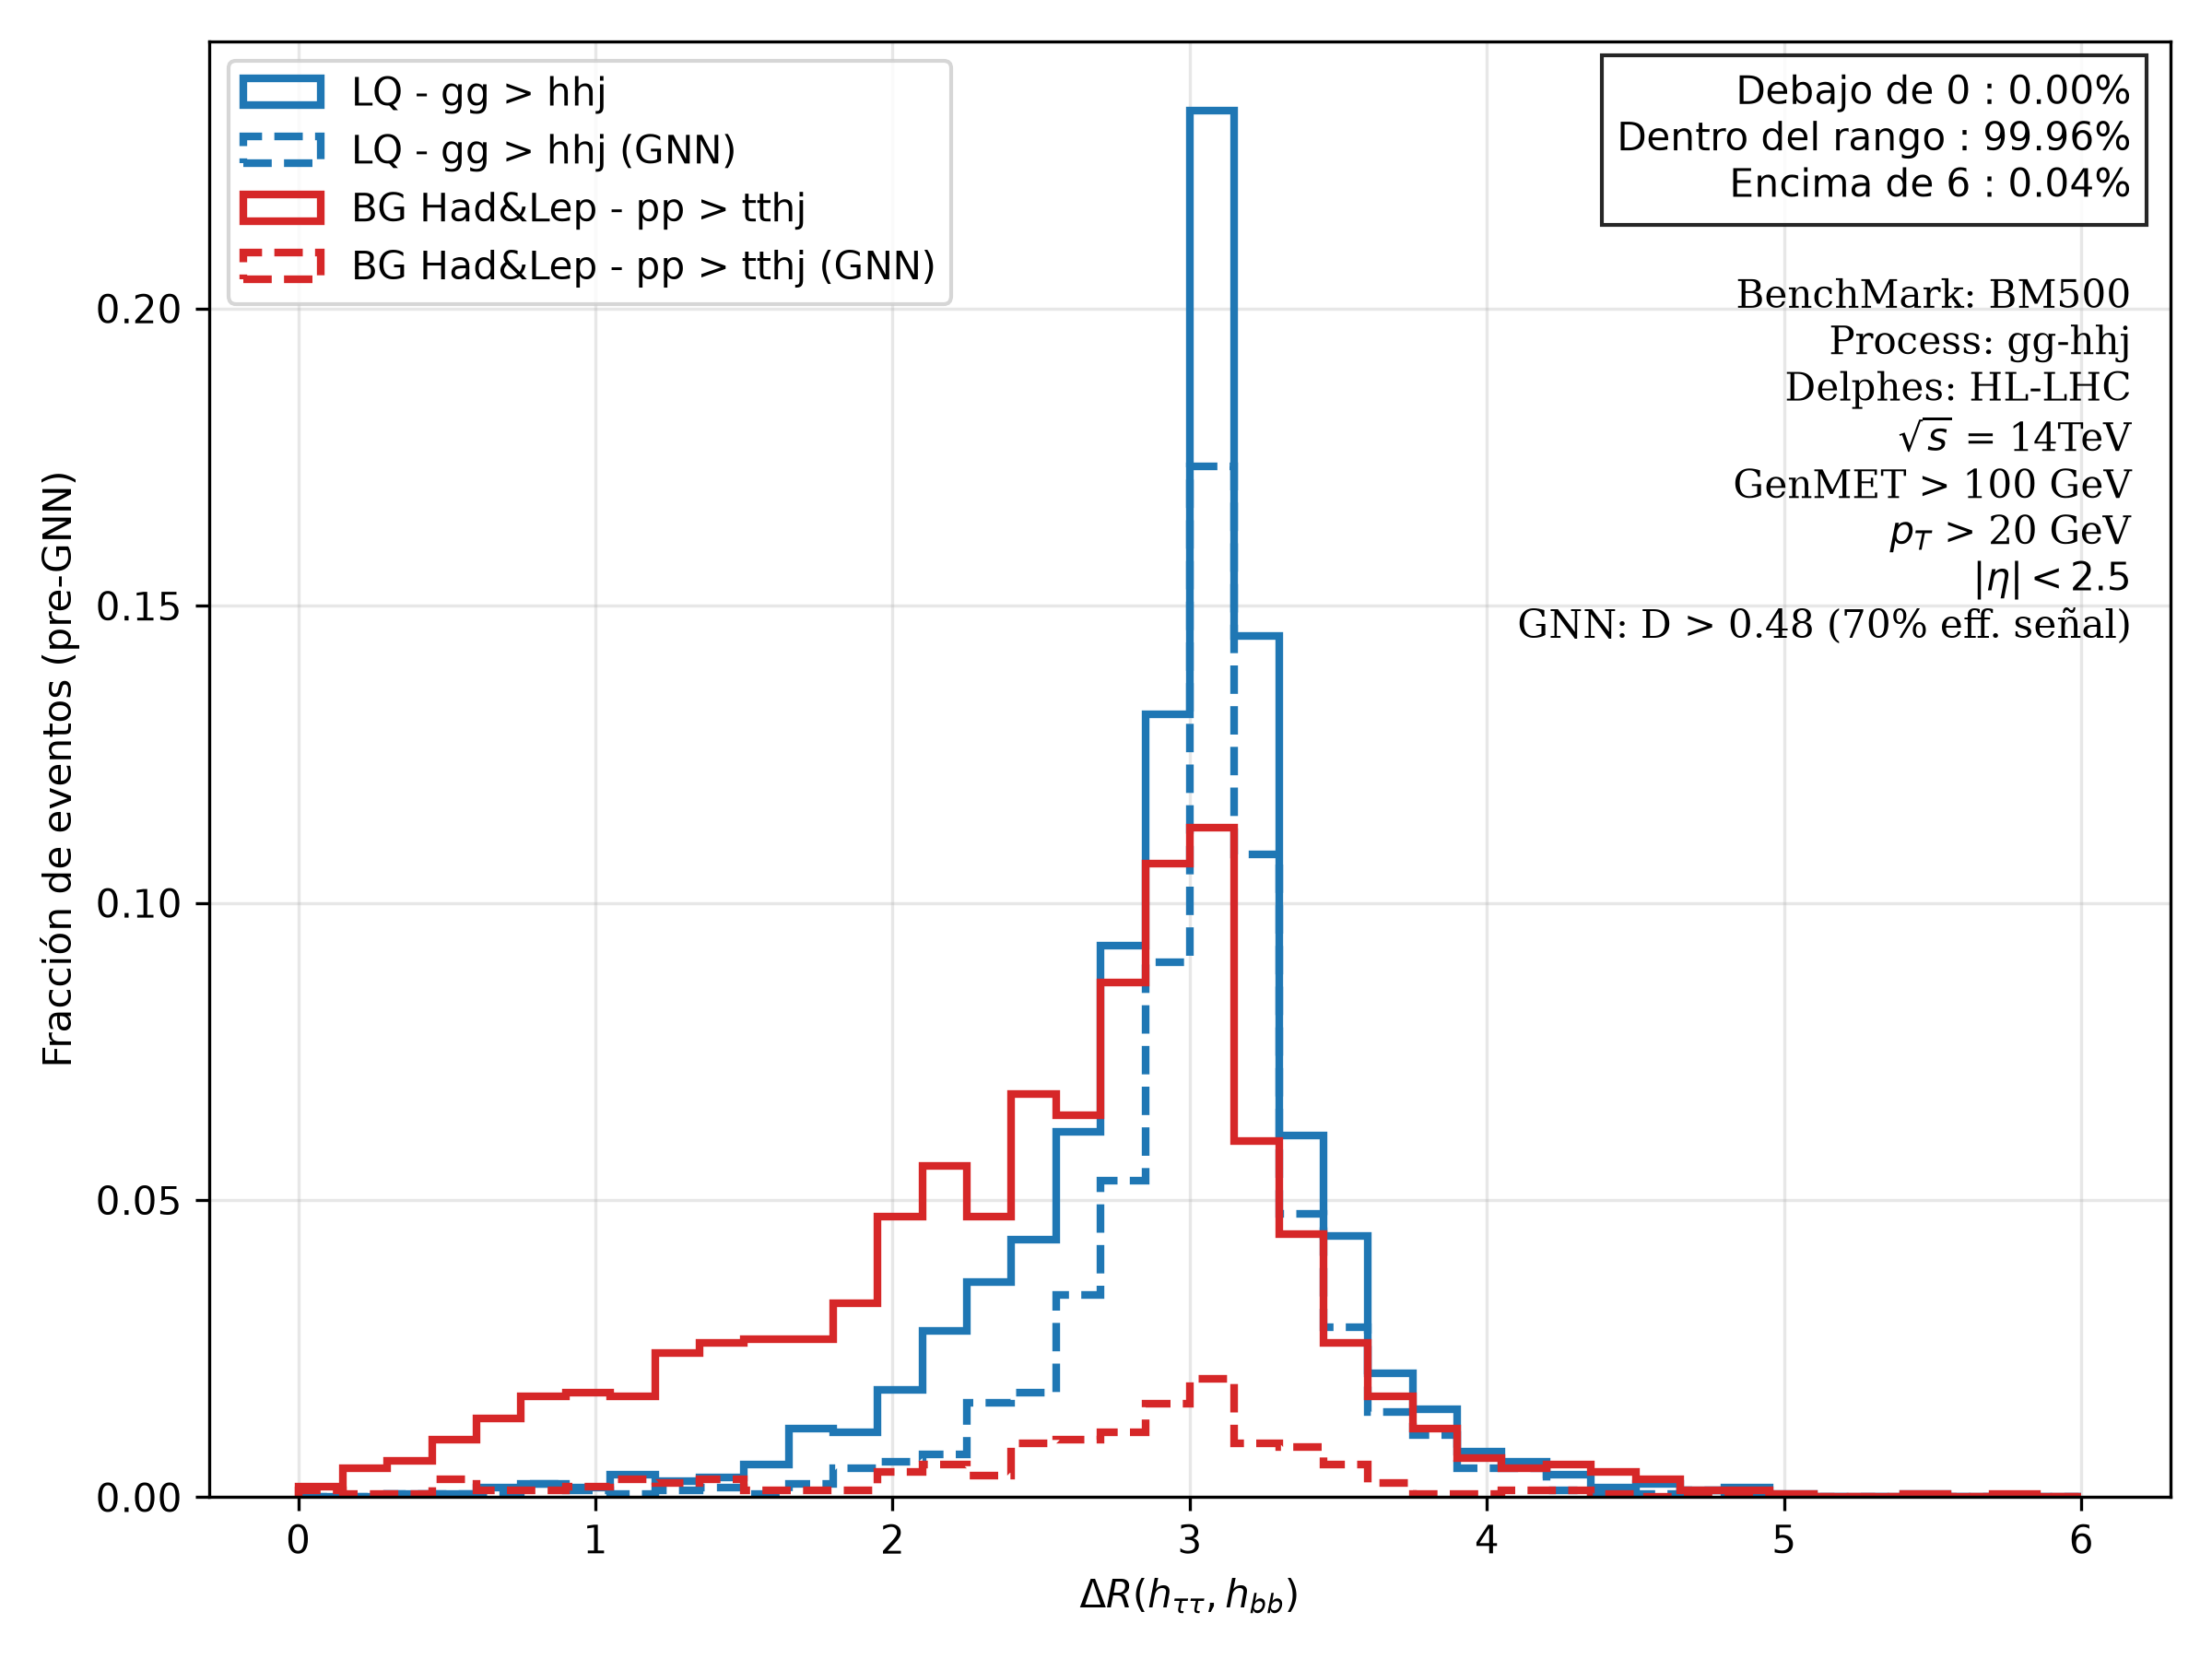 LQ - gg > hhj
LQ - gg > hhj (GNN)
BG Had&Lep - pp > tthj
BG Had&Lep - pp > tthj (GNN)
Debajo de 0 : 0.00%
Dentro del rango : 99.96%
Encima de 6 : 0.04%
BenchMark: BM500
Process: gg-hhj
Delphes: HL-LHC
√s = 14TeV
GenMET > 100 GeV
pT > 20 GeV
|η| < 2.5
GNN: D > 0.48 (70% eff. señal)
Fracción de eventos (pre-GNN)
0.20
0.15
0.10
0.05
0.00
0 1 2 3 4 5 6
ΔR(hττ, hbb)